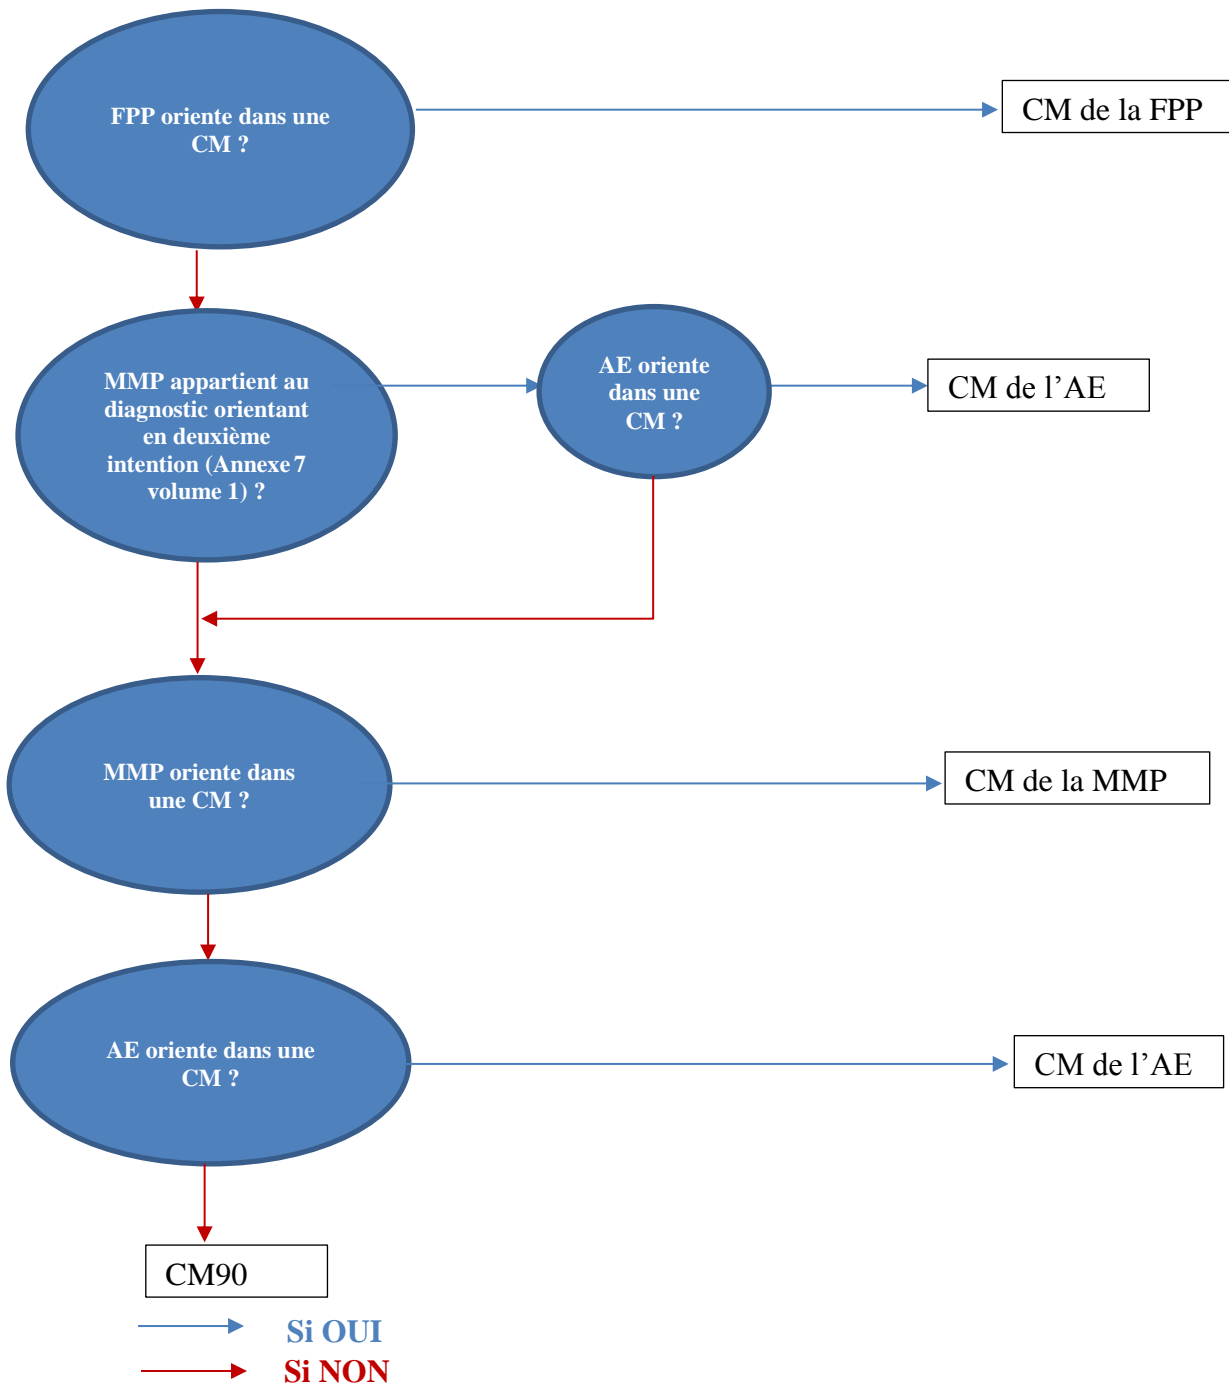 FPP oriente dans une
CM ?
CM de la FPP
MMP appartient au
diagnostic orientant
en deuxième
intention (Annexe 7
volume 1) ?
AE oriente
dans une
CM ?
CM de l’AE
MMP oriente dans
une CM ?
CM de la MMP
AE oriente dans une
CM ?
CM de l’AE
CM90
Si OUI
Si NON